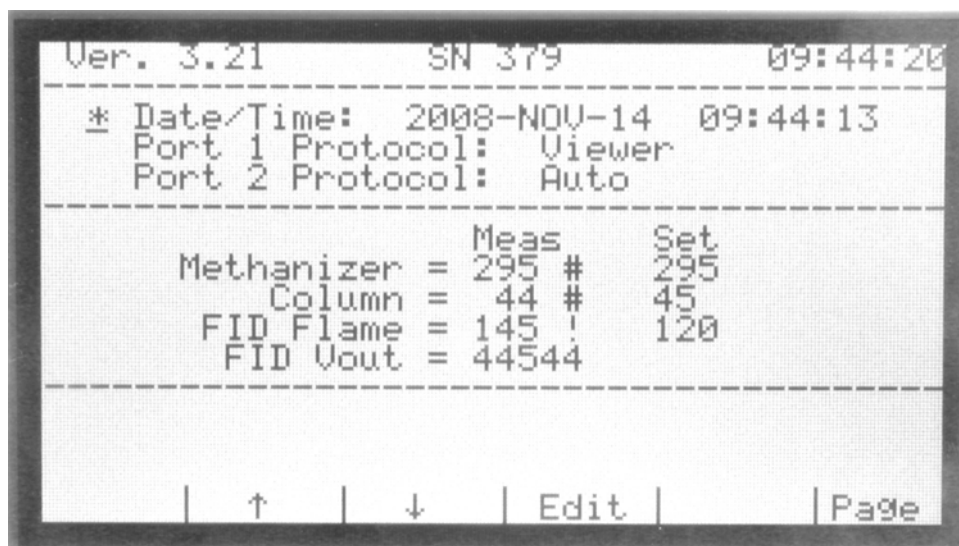 Ver. 3.21 SN 379 09:44:20
* Date/Time: 2008-NOV-14 09:44:13
Port 1 Protocol: Viewer
Port 2 Protocol: Auto
Meas Set
Methanizer = 295 # 295
Column = 44 # 45
FID Flame = 145 ! 120
FID Vout = 44544
↑ | ↓ | Edit | | Page